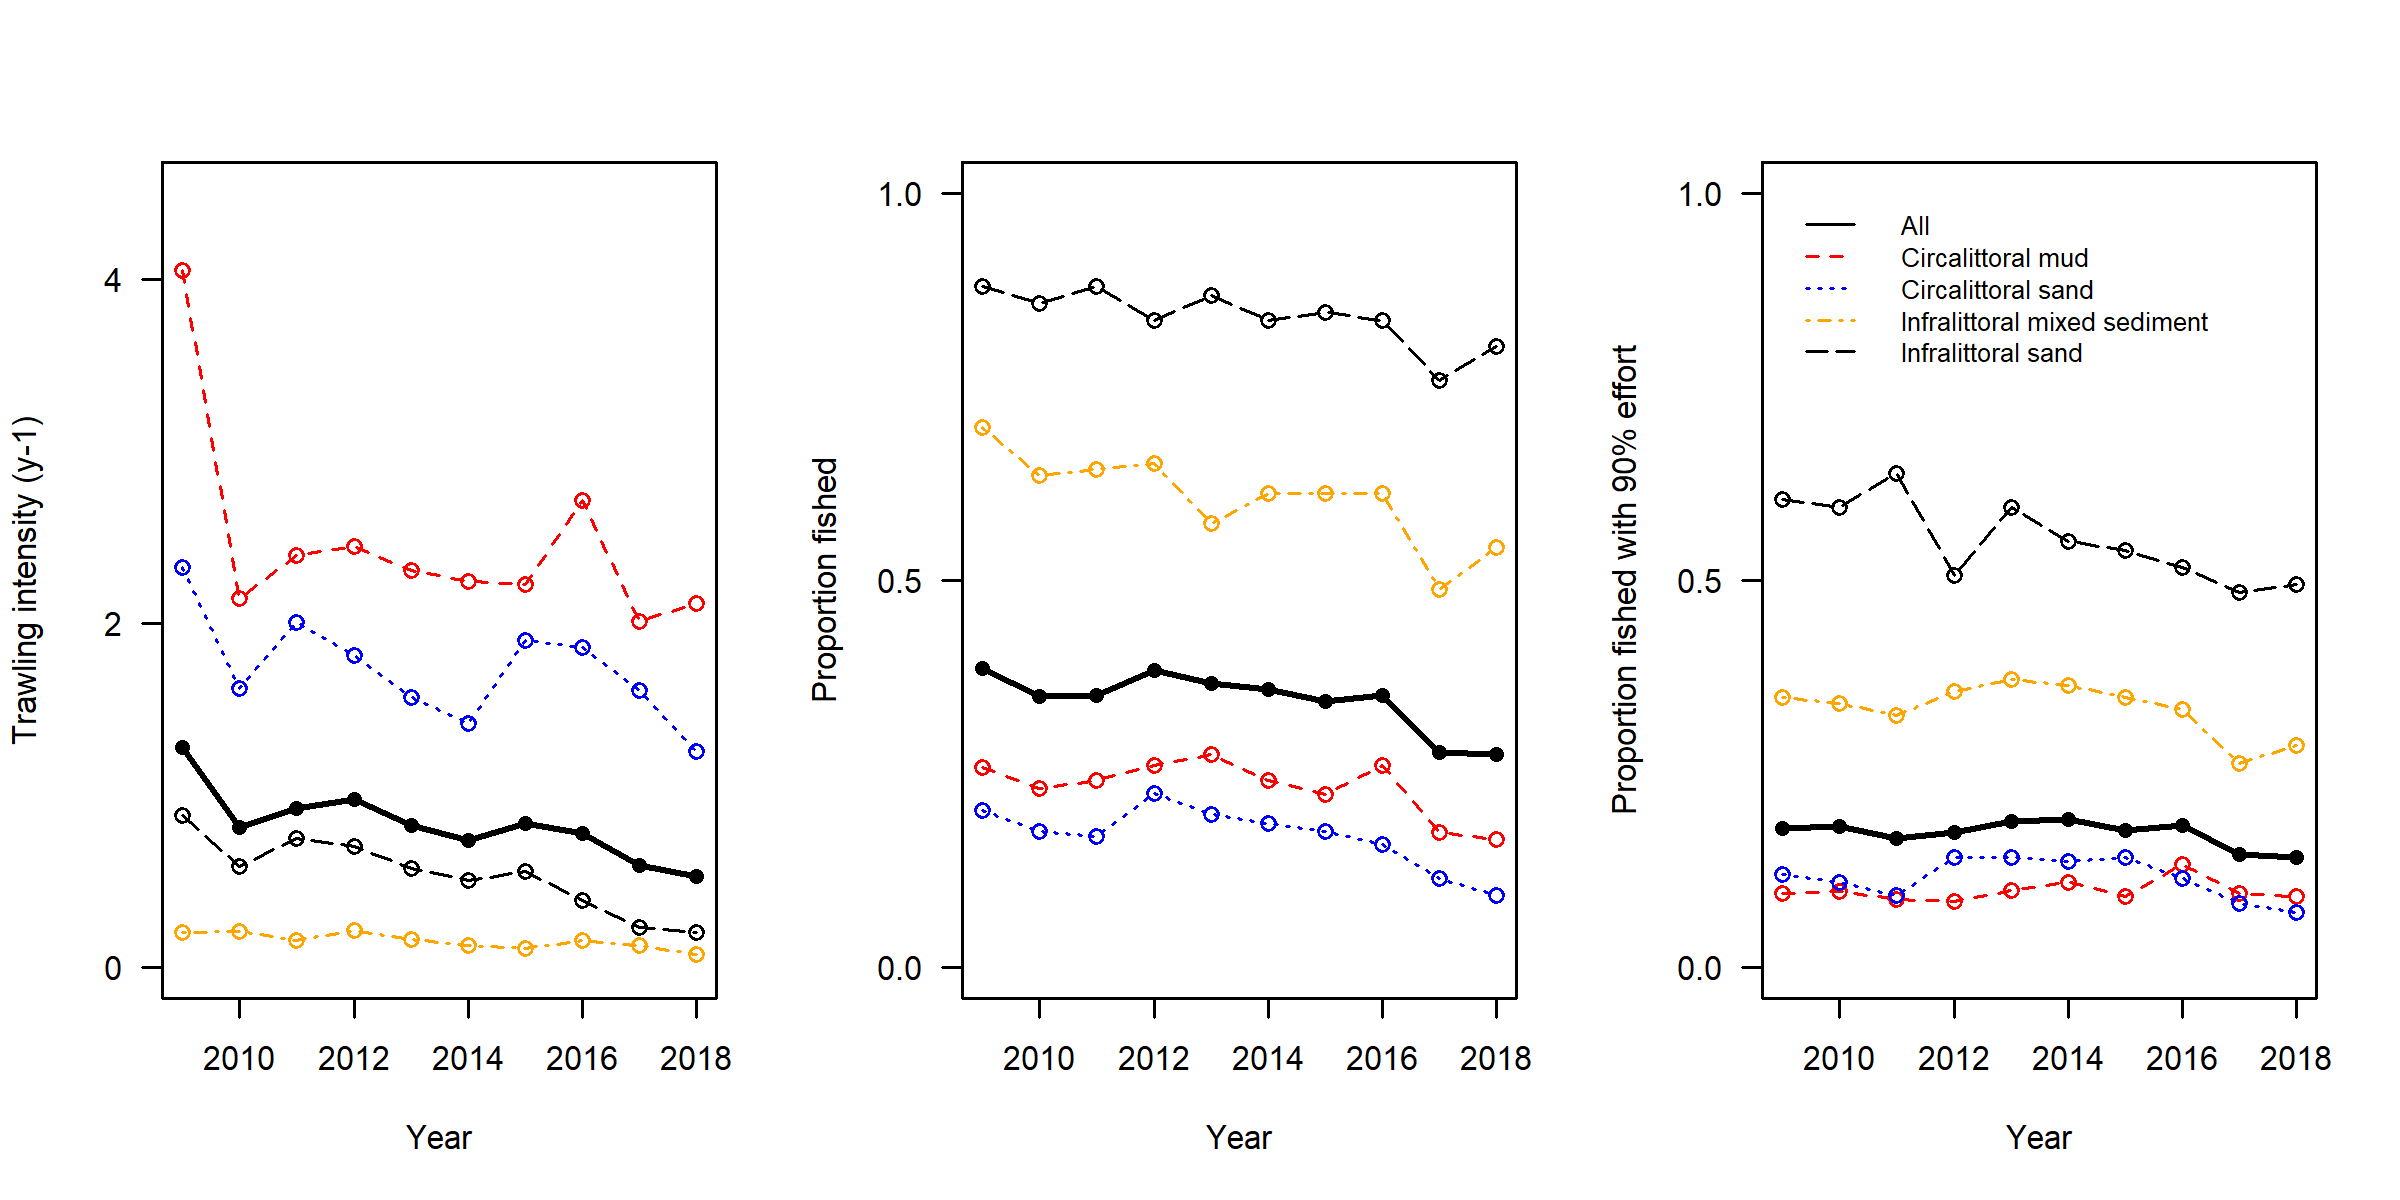 Trawling intensity (y-1)
4
2
0
2010 2012 2014 2016 2018
Year
Proportion fished
1.0
0.5
0.0
2010 2012 2014 2016 2018
Year
Proportion fished with 90% effort
1.0
0.5
0.0
All
Circalittoral mud
Circalittoral sand
Infralittoral mixed sediment
Infralittoral sand
2010 2012 2014 2016 2018
Year